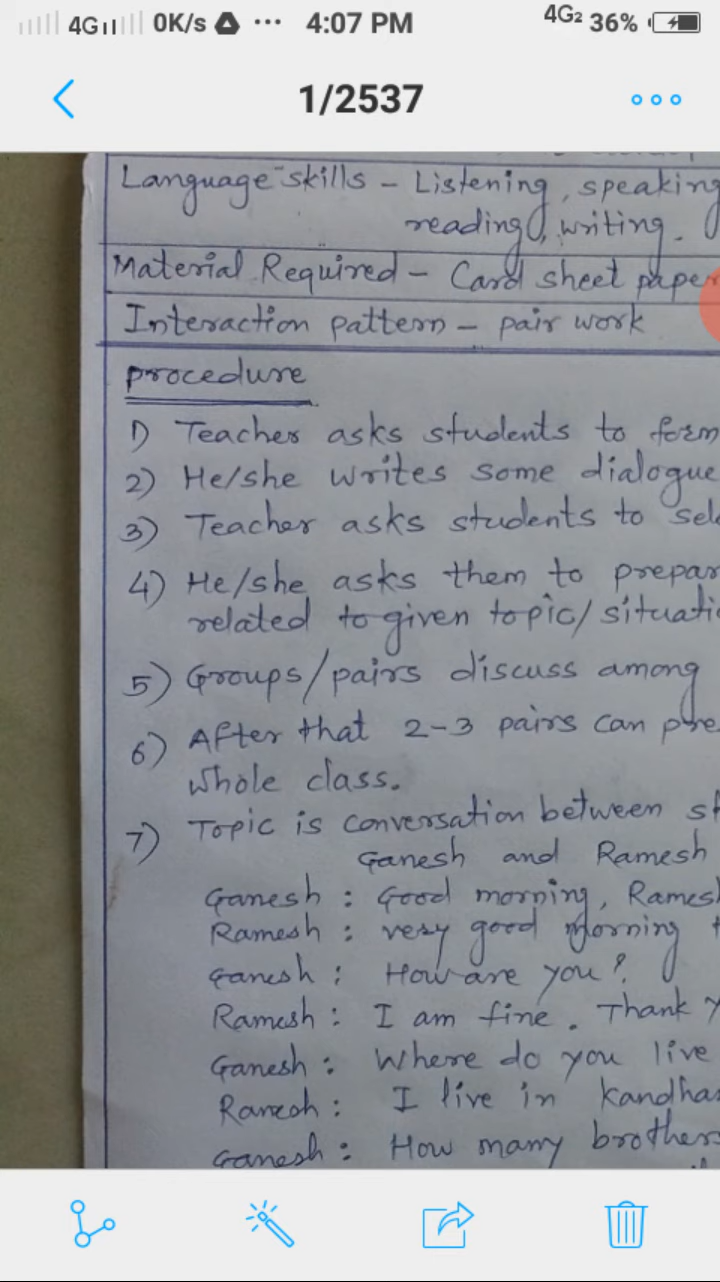 4G 0K/s ... 4:07 PM 4G2 36%
1/2537
Language skills - Listening, speaking
reading, writing.
Material Required - Card sheet paper
Interaction pattern - pair work
procedure
1) Teacher asks students to form
2) He/she writes some dialogue
3) Teacher asks students to
4) He/she asks them to
related to given topic/
5) Groups/pairs discuss among
6) After that 2-3 pairs can
whole class.
7) Topic is conversation between
Ganesh and Ramesh
Ganesh : Good morning,
Ramesh : very good morning
Ganesh : How are you?
Ramesh : I am fine. Thank
Ganesh : Where do you live
Ramesh : I live in
Ganesh : How many